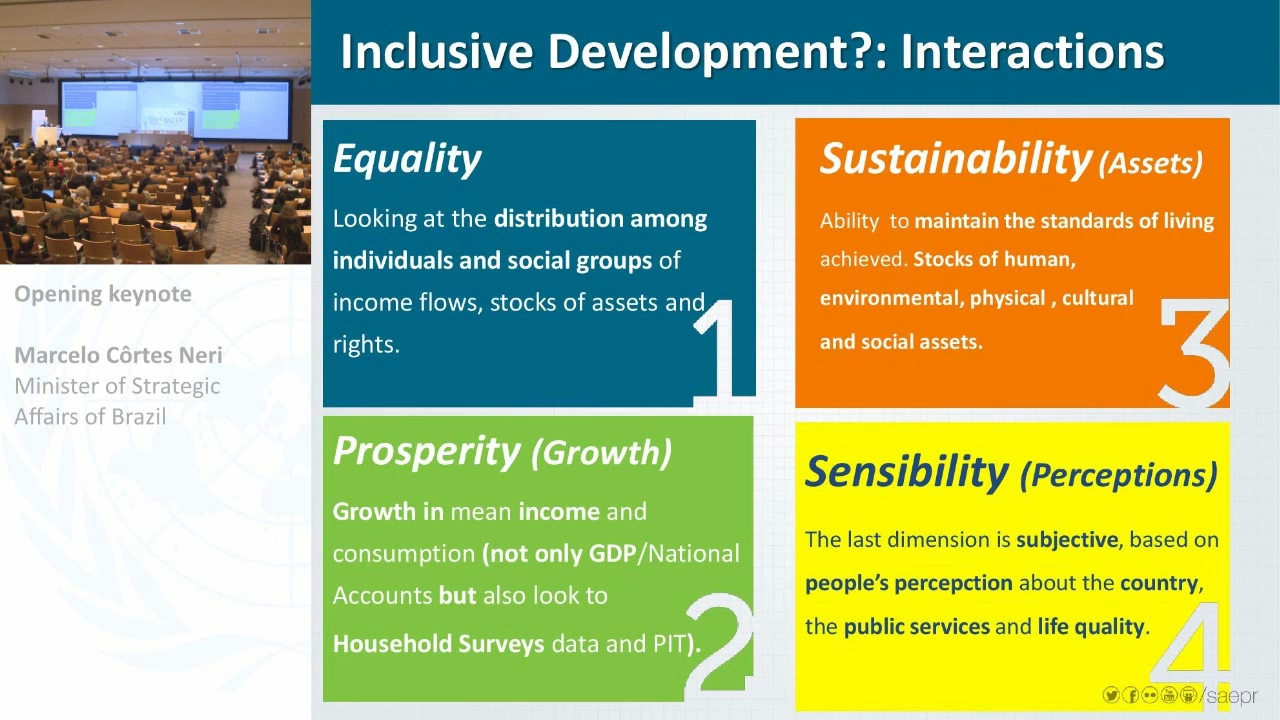 Inclusive Development?: Interactions
Opening keynote
Marcelo Côrtes Neri
Minister of Strategic
Affairs of Brazil
Equality
Looking at the distribution among
individuals and social groups of
income flows, stocks of assets and
rights.
1
Prosperity (Growth)
Growth in mean income and
consumption (not only GDP/National
Accounts but also look to
Household Surveys data and PIT).
2
Sustainability (Assets)
Ability to maintain the standards of living
achieved. Stocks of human,
environmental, physical , cultural
and social assets.
3
Sensibility (Perceptions)
The last dimension is subjective, based on
people’s percepction about the country,
the public services and life quality.
4
/saepr